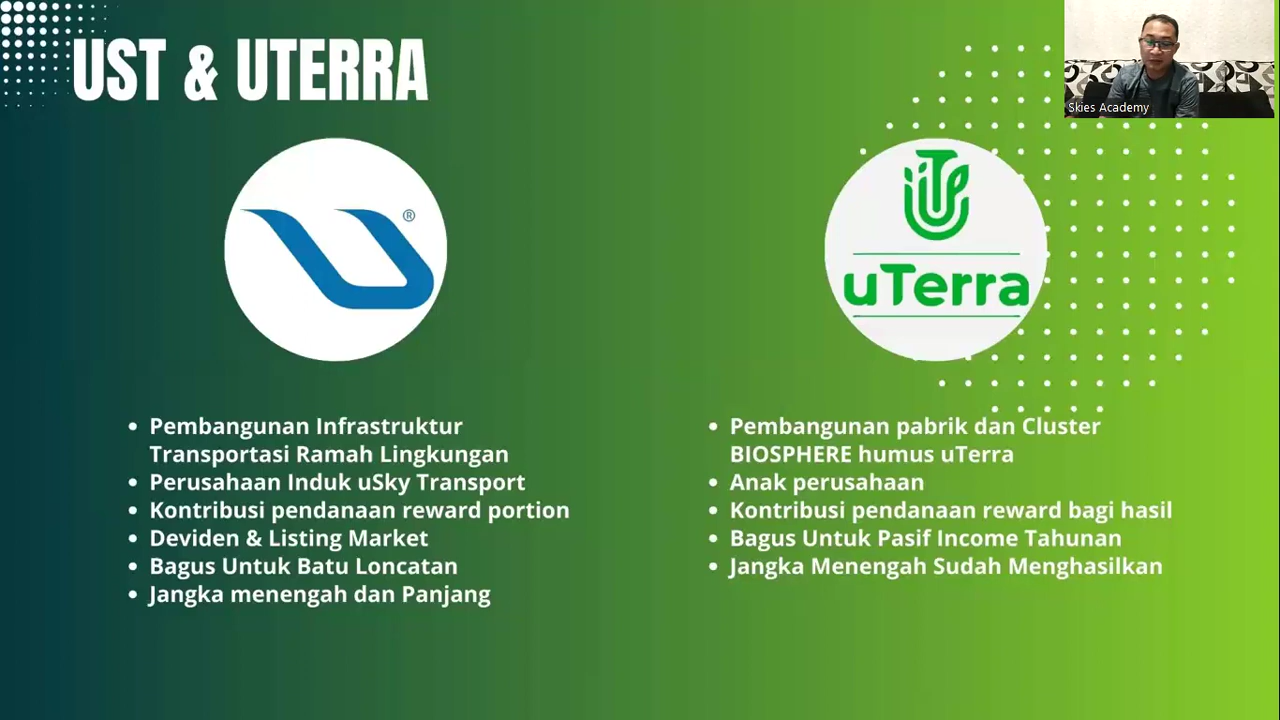 UST & UTERRA
Skies Academy
®
uTerra
Pembangunan Infrastruktur
Transportasi Ramah Lingkungan
Perusahaan Induk uSky Transport
Kontribusi pendanaan reward portion
Deviden & Listing Market
Bagus Untuk Batu Loncatan
Jangka menengah dan Panjang
Pembangunan pabrik dan Cluster
BIOSPHERE humus uTerra
Anak perusahaan
Kontribusi pendanaan reward bagi hasil
Bagus Untuk Pasif Income Tahunan
Jangka Menengah Sudah Menghasilkan